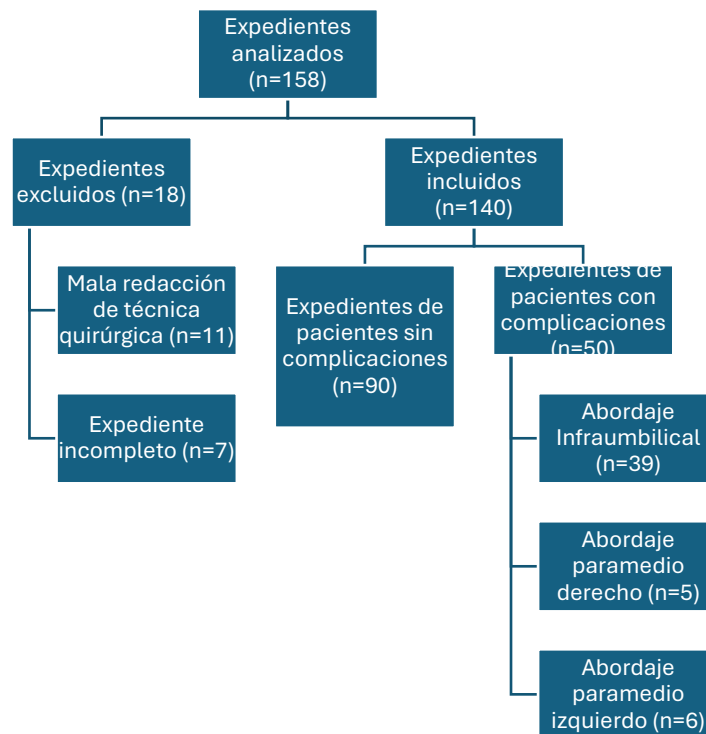 Expedientes
analizados
(n=158)
Expedientes
excluidos (n=18)
Expedientes
incluidos
(n=140)
Mala redacción
de técnica
quirúrgica (n=11)
Expediente
incompleto (n=7)
Expedientes de
pacientes sin
complicaciones
(n=90)
Expedientes de
pacientes con
complicaciones
(n=50)
Abordaje
Infraumbilical
(n=39)
Abordaje
paramedio
derecho (n=5)
Abordaje
paramedio
izquierdo (n=6)